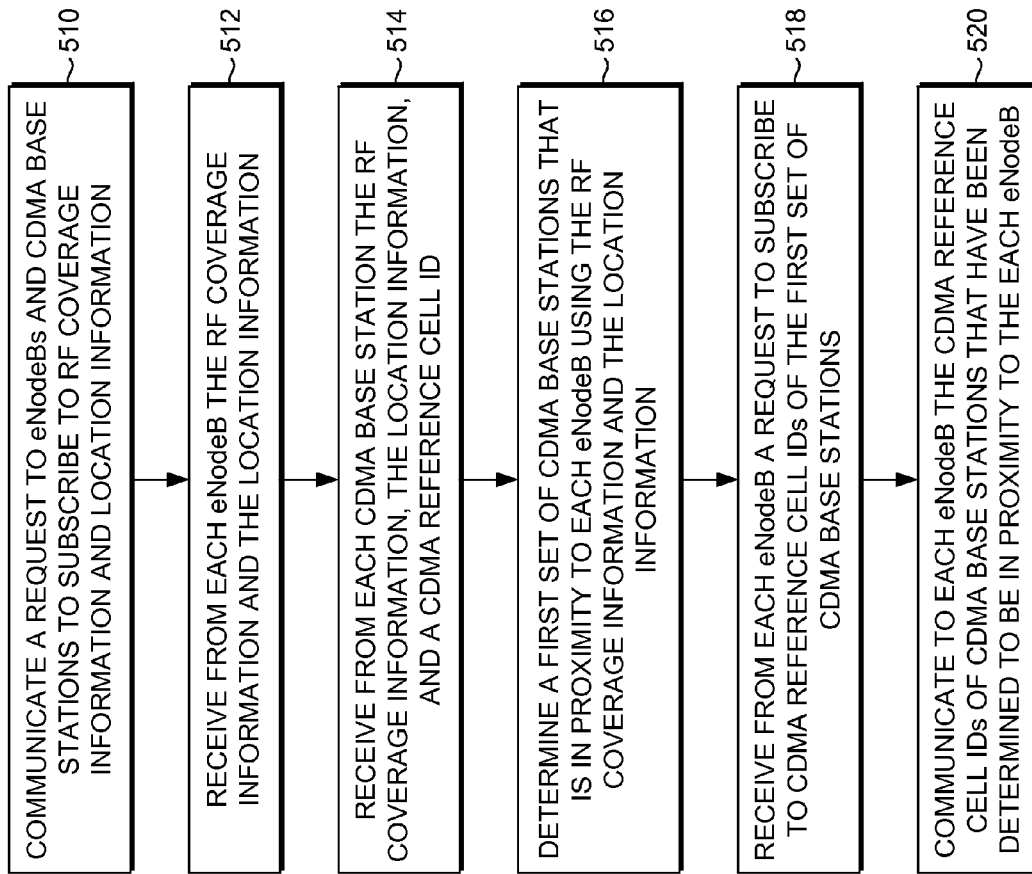 COMMUNICATE A REQUEST TO eNodeBs AND CDMA BASE
STATIONS TO SUBSCRIBE TO RF COVERAGE
INFORMATION AND LOCATION INFORMATION
510
RECEIVE FROM EACH eNodeB THE RF COVERAGE
INFORMATION AND THE LOCATION INFORMATION
512
RECEIVE FROM EACH CDMA BASE STATION THE RF
COVERAGE INFORMATION, THE LOCATION INFORMATION,
AND A CDMA REFERENCE CELL ID
514
DETERMINE A FIRST SET OF CDMA BASE STATIONS THAT
IS IN PROXIMITY TO EACH eNodeB USING THE RF
COVERAGE INFORMATION AND THE LOCATION
INFORMATION
516
RECEIVE FROM EACH eNodeB A REQUEST TO SUBSCRIBE
TO CDMA REFERENCE CELL IDs OF THE FIRST SET OF
CDMA BASE STATIONS
518
COMMUNICATE TO EACH eNodeB THE CDMA REFERENCE
CELL IDs OF CDMA BASE STATIONS THAT HAVE BEEN
DETERMINED TO BE IN PROXIMITY TO THE EACH eNodeB
520